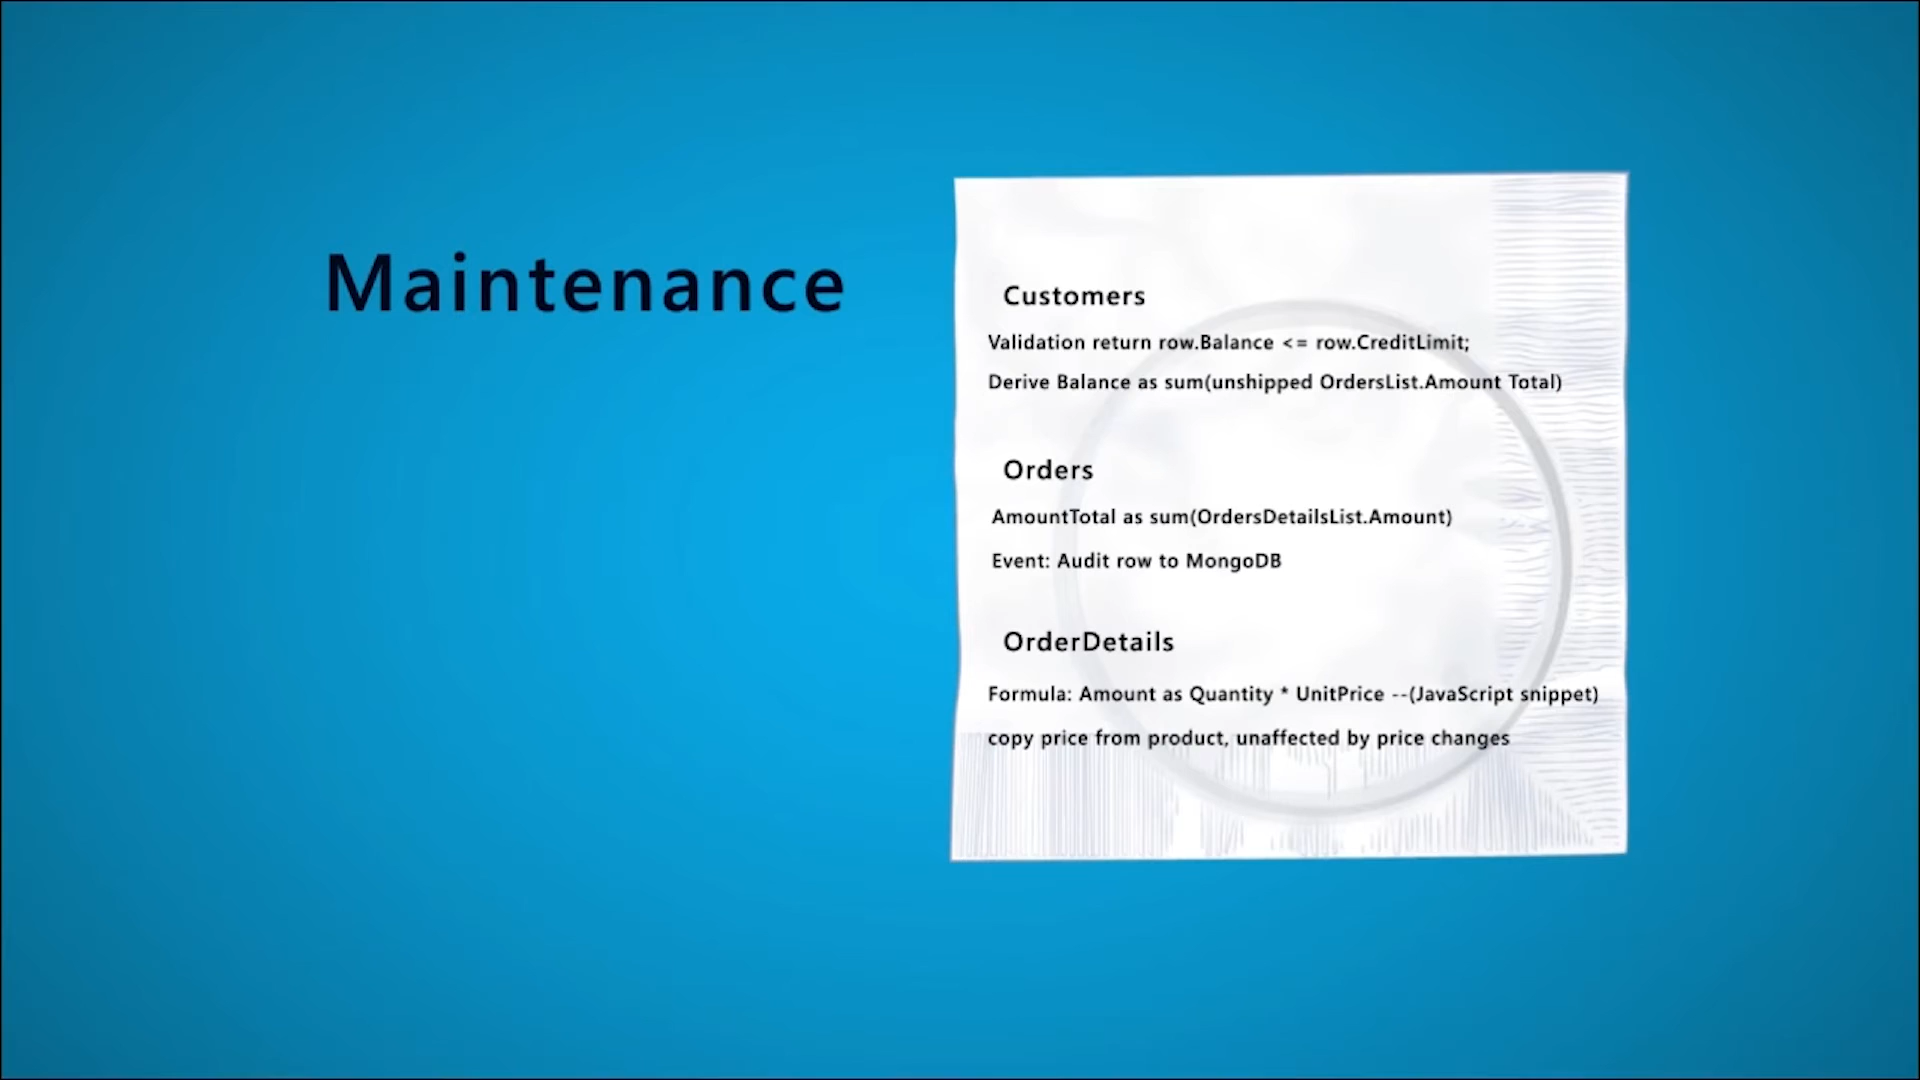 Maintenance
Customers
Validation return row.Balance <= row.CreditLimit;
Derive Balance as sum(unshipped OrdersList.Amount Total)
Orders
AmountTotal as sum(OrdersDetailsList.Amount)
Event: Audit row to MongoDB
OrderDetails
Formula: Amount as Quantity * UnitPrice --(JavaScript snippet)
copy price from product, unaffected by price changes